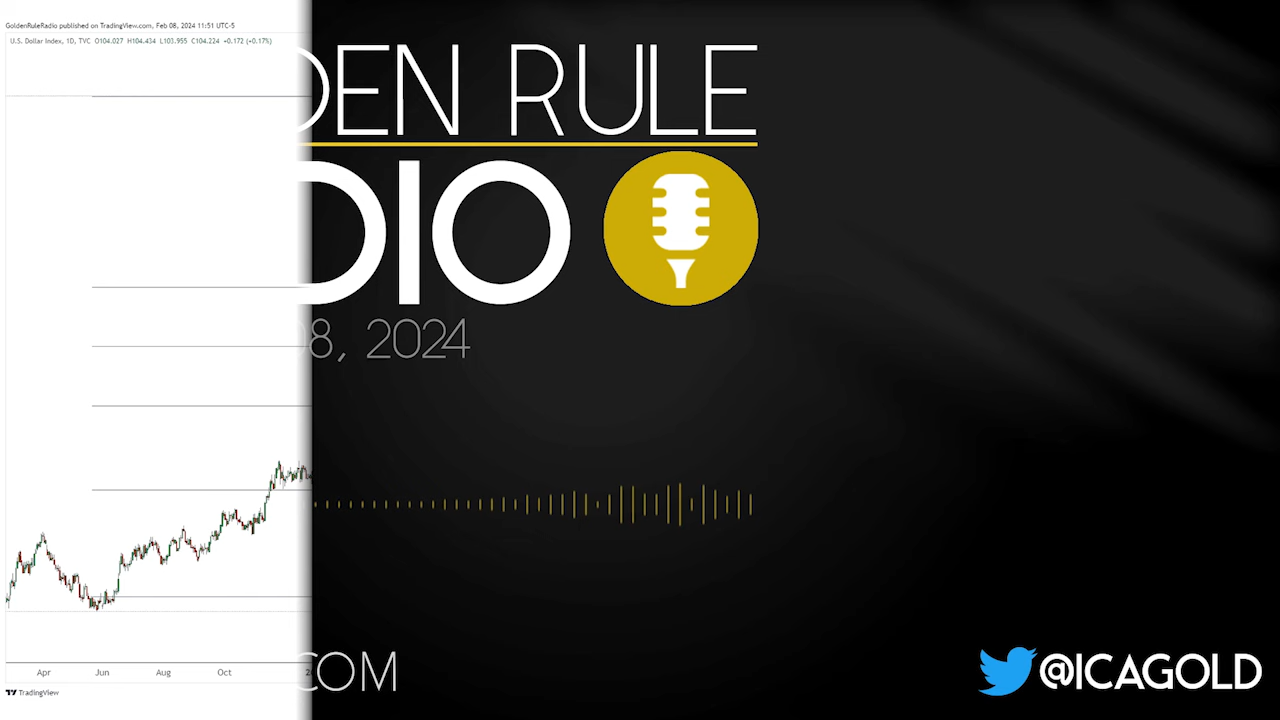 GoldenRuleRadio published on TradingView.com, Feb 08, 2024 11:51 UTC-5
U.S. Dollar Index, 1D, TVC O104.027 H104.434 L103.955 C104.224 +0.172 (+0.17%)
DEN RULE
DIO
08, 2024
Apr Jun Aug Oct
TradingView
COM
@ICAGOLD